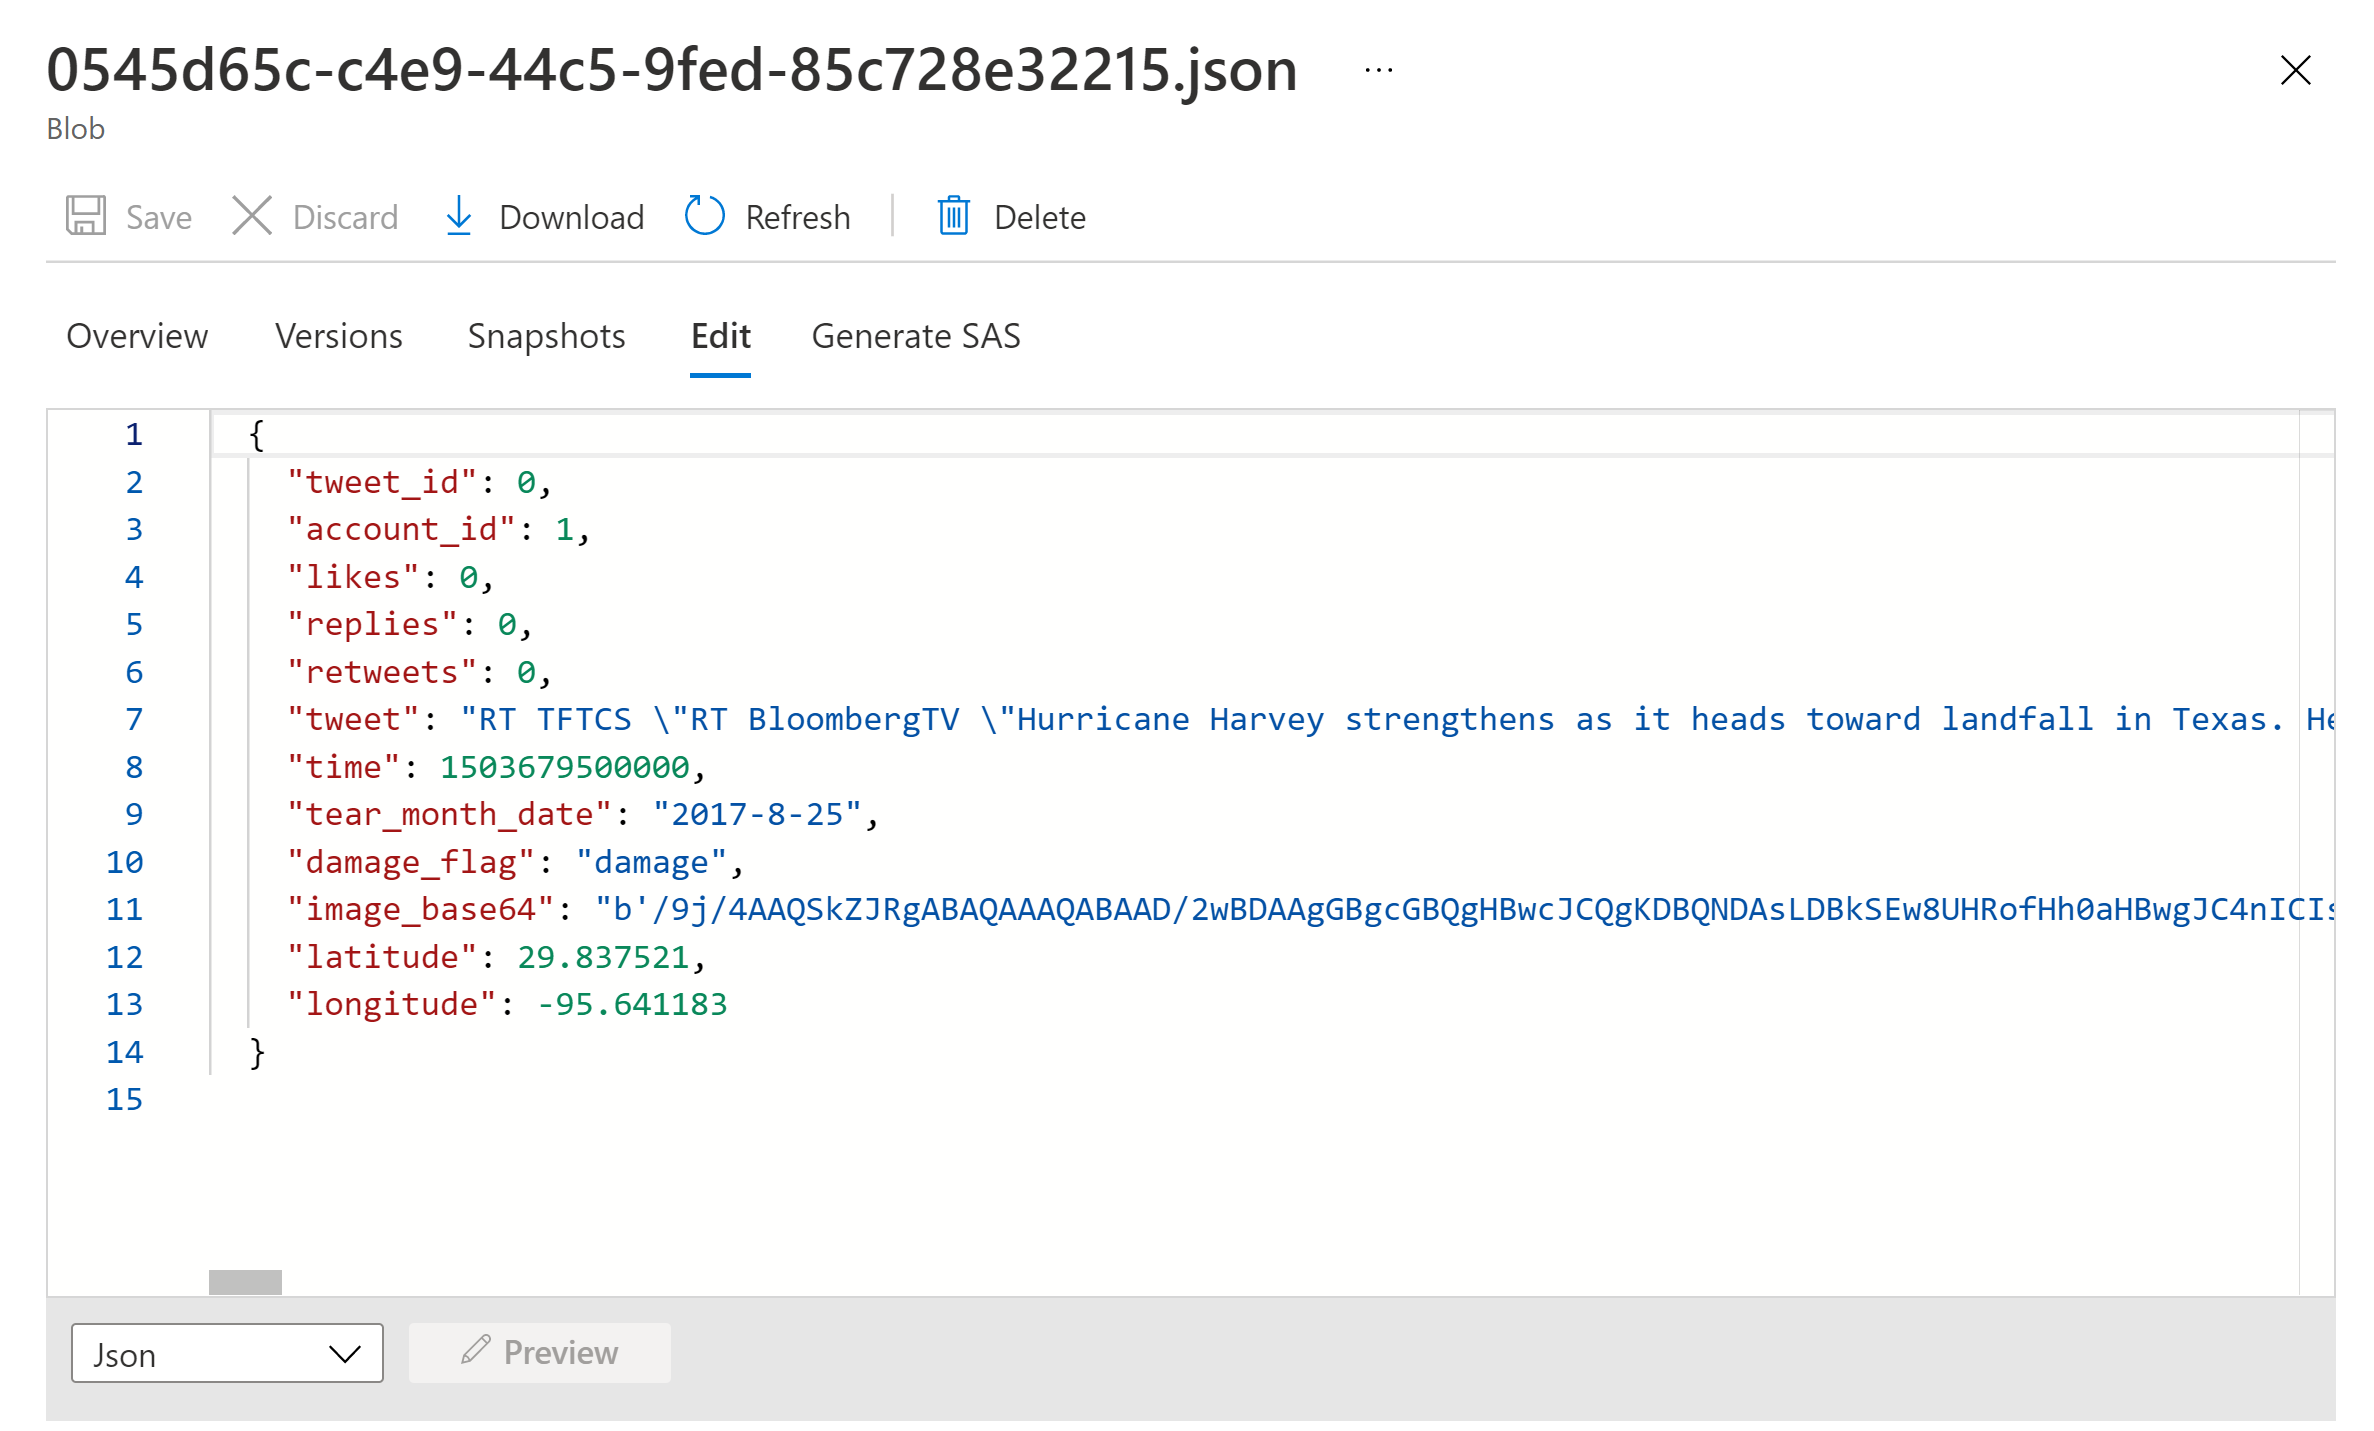 0545d65c-c4e9-44c5-9fed-85c728e32215.json ...
Blob
Save Discard Download Refresh Delete
Overview Versions Snapshots Edit Generate SAS
1 {
2 "tweet_id": 0,
3 "account_id": 1,
4 "likes": 0,
5 "replies": 0,
6 "retweets": 0,
7 "tweet": "RT TFTCS \"RT BloombergTV \"Hurricane Harvey strengthens as it heads toward landfall in Texas. He
8 "time": 1503679500000,
9 "tear_month_date": "2017-8-25",
10 "damage_flag": "damage",
11 "image_base64": "b'/9j/4AAQSkZJRgABAQAAAQABAAD/2wBDAAgGBgcGBQgHBwcJCQgKDBQNDAsLDBkSEw8UHRofHh0aHBwgJC4nICIs
12 "latitude": 29.837521,
13 "longitude": -95.641183
14 }
15
Json Preview